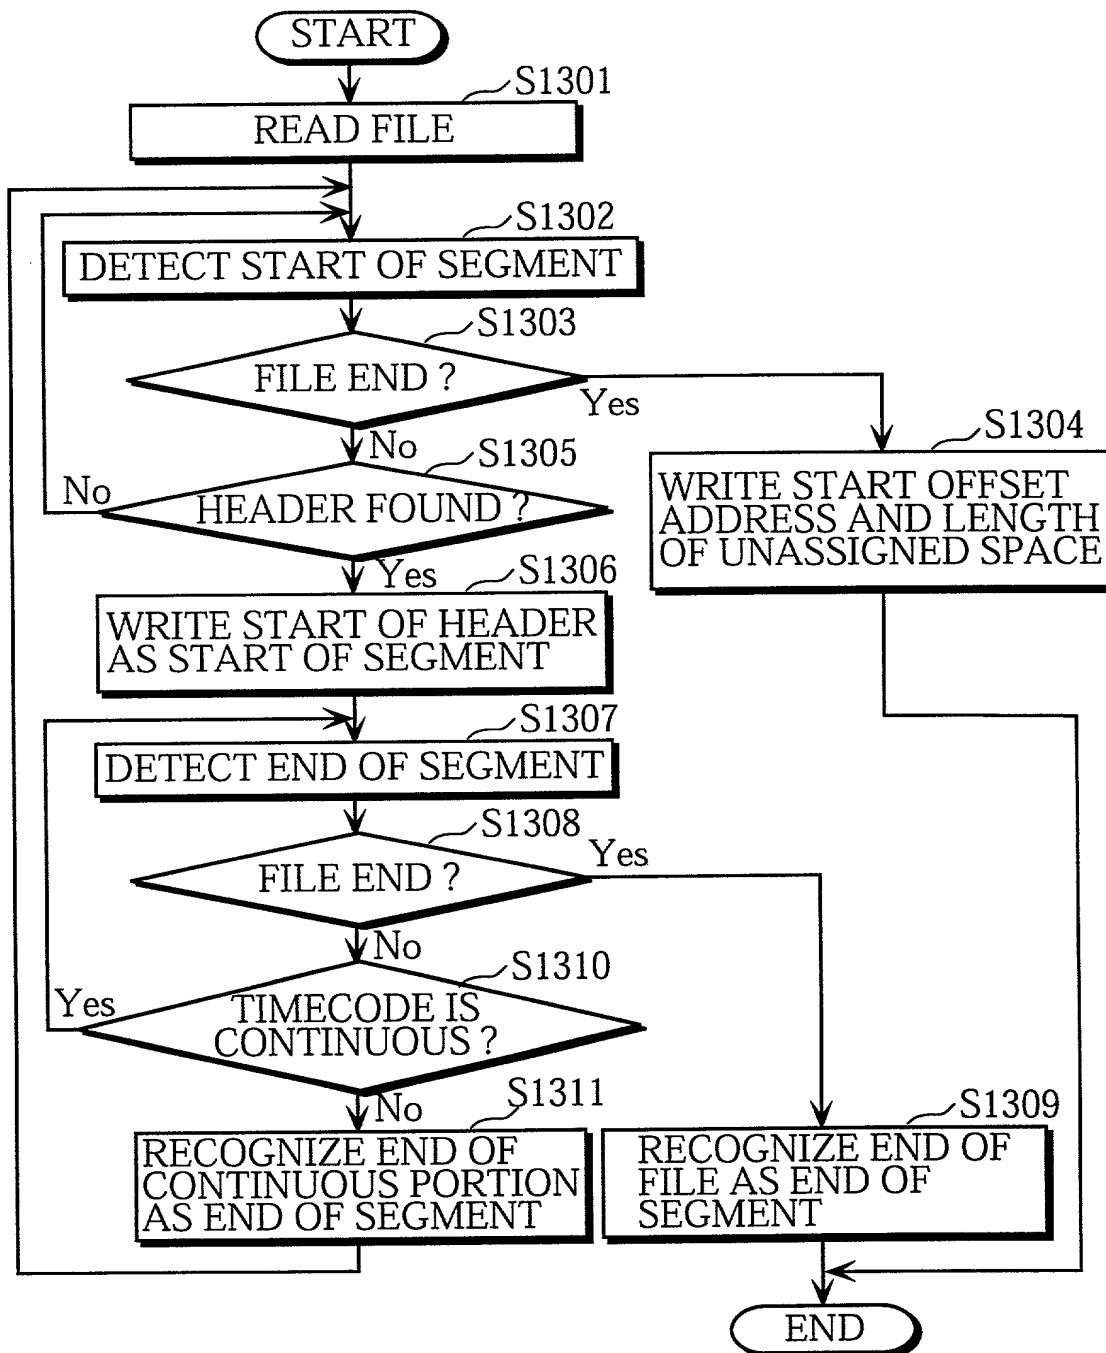 START
S1301
READ FILE
S1302
DETECT START OF SEGMENT
S1303
FILE END ?
Yes
No
S1304
WRITE START OFFSET
ADDRESS AND LENGTH
OF UNASSIGNED SPACE
S1305
HEADER FOUND ?
No
Yes
S1306
WRITE START OF HEADER
AS START OF SEGMENT
S1307
DETECT END OF SEGMENT
S1308
FILE END ?
Yes
No
S1310
TIMECODE IS
CONTINUOUS ?
Yes
No
S1311
RECOGNIZE END OF
CONTINUOUS PORTION
AS END OF SEGMENT
S1309
RECOGNIZE END OF
FILE AS END OF
SEGMENT
END